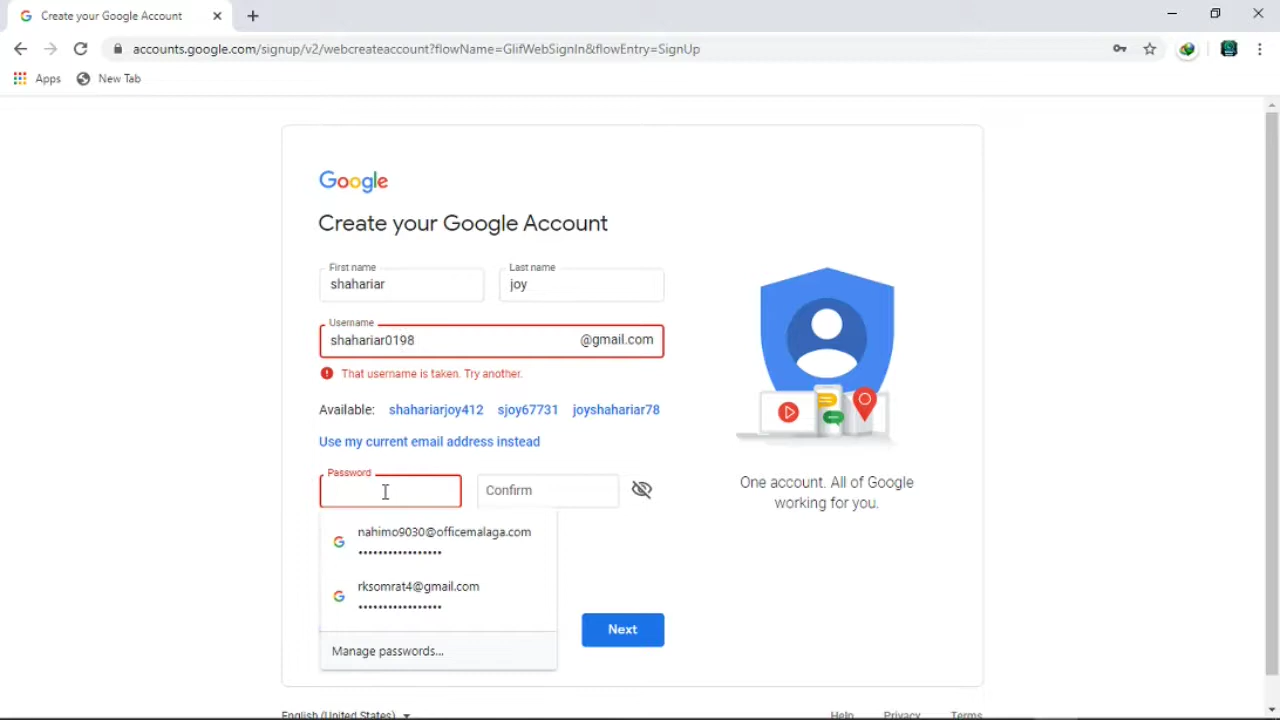 Create your Google Account
accounts.google.com/signup/v2/webcreateaccount?flowName=GlifWebSignIn&flowEntry=SignUp
Apps New Tab
Google
Create your Google Account
First name Last name
shahariar joy
Username
shahariar0198 @gmail.com
That username is taken. Try another.
Available: shahariarjoy412 sjoy67731 joyshahariar78
Use my current email address instead
Password
Confirm
One account. All of Google
working for you.
nahimo9030@officemalaga.com
•••••••••••••••••
rksomrat4@gmail.com
•••••••••••••••••
Next
Manage passwords...
English (United States) Help Privacy Terms